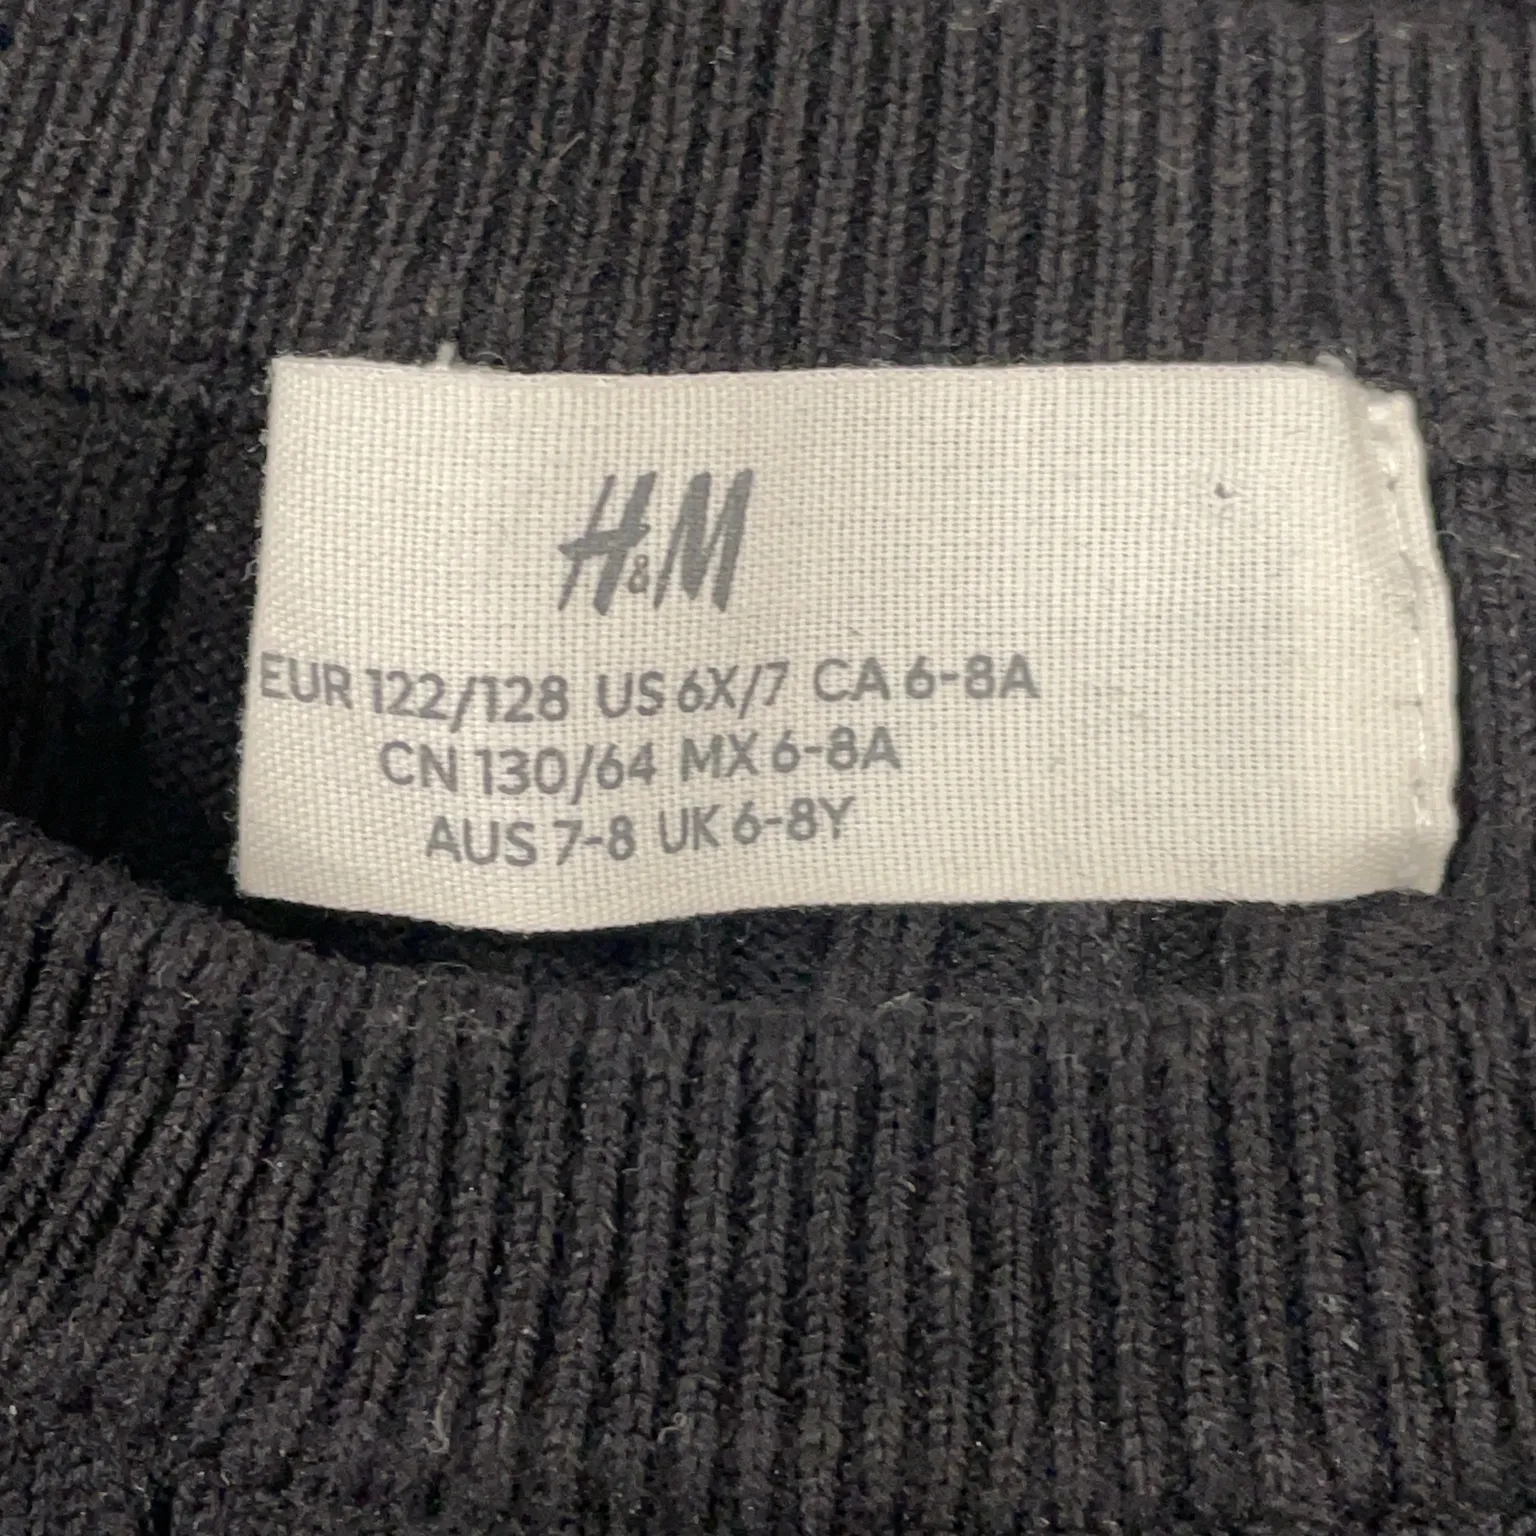 H&M
EUR 122/128 US 6X/7 CA 6-8A
CN 130/64 MX 6-8A
AUS 7-8 UK 6-8Y